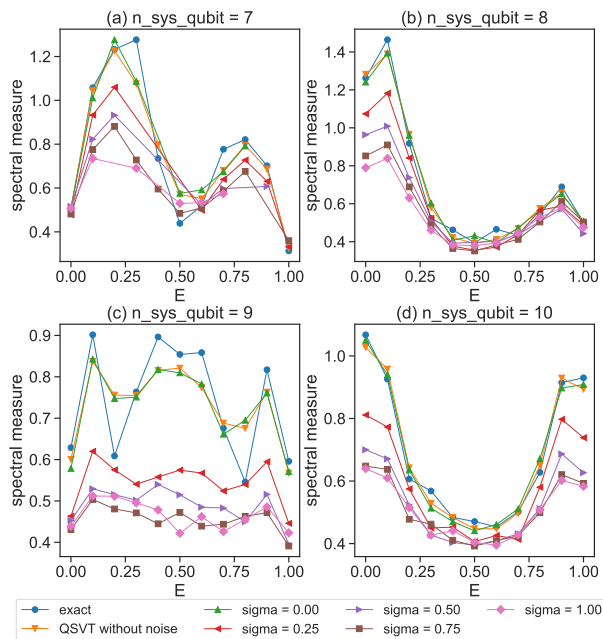 (a) n_sys_qubit = 7
(b) n_sys_qubit = 8
spectral measure
1.2
1.0
0.8
0.6
0.4
0.00 0.25 0.50 0.75 1.00
E
spectral measure
1.4
1.2
1.0
0.8
0.6
0.4
0.00 0.25 0.50 0.75 1.00
E
(c) n_sys_qubit = 9
(d) n_sys_qubit = 10
spectral measure
0.9
0.8
0.7
0.6
0.5
0.4
0.00 0.25 0.50 0.75 1.00
E
spectral measure
1.0
0.8
0.6
0.4
0.00 0.25 0.50 0.75 1.00
E
exact
QSVT without noise
sigma = 0.00
sigma = 0.25
sigma = 0.50
sigma = 0.75
sigma = 1.00